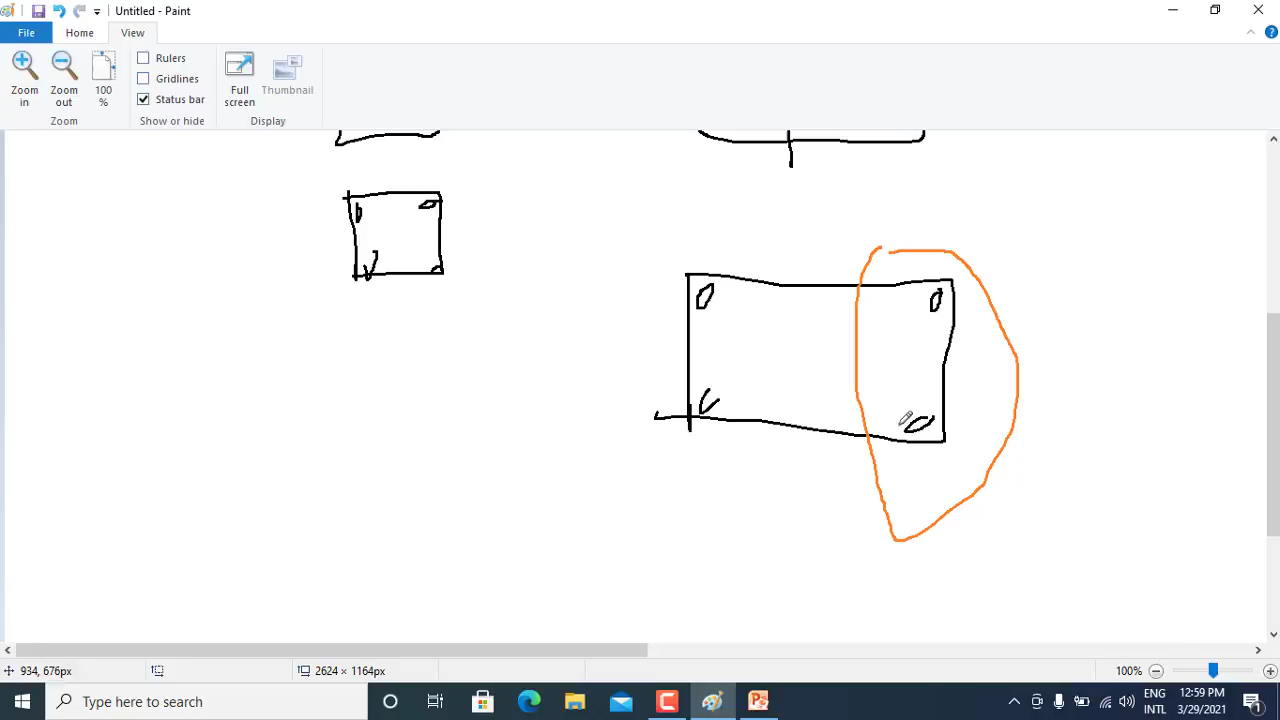 Untitled - Paint
File Home View
Zoom in
Zoom out
100 %
Rulers
Gridlines
Status bar
Full screen
Thumbnail
Zoom
Show or hide
Display
934, 676px
2624 × 1164px
100%
Type here to search
ENG
INTL
12:59 PM
3/29/2021
1